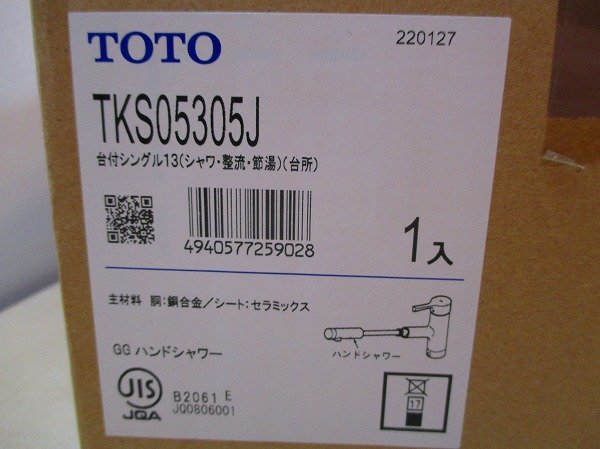 TOTO
220127
TKS05305J
台付シングル13(シャワ・整流・節湯)(台所)
4940577259028
1入
主材料 胴:銅合金/シート:セラミックス
ハンドシャワー
GG ハンドシャワー
JIS
JQA
B2061 E
JQ0806001
17